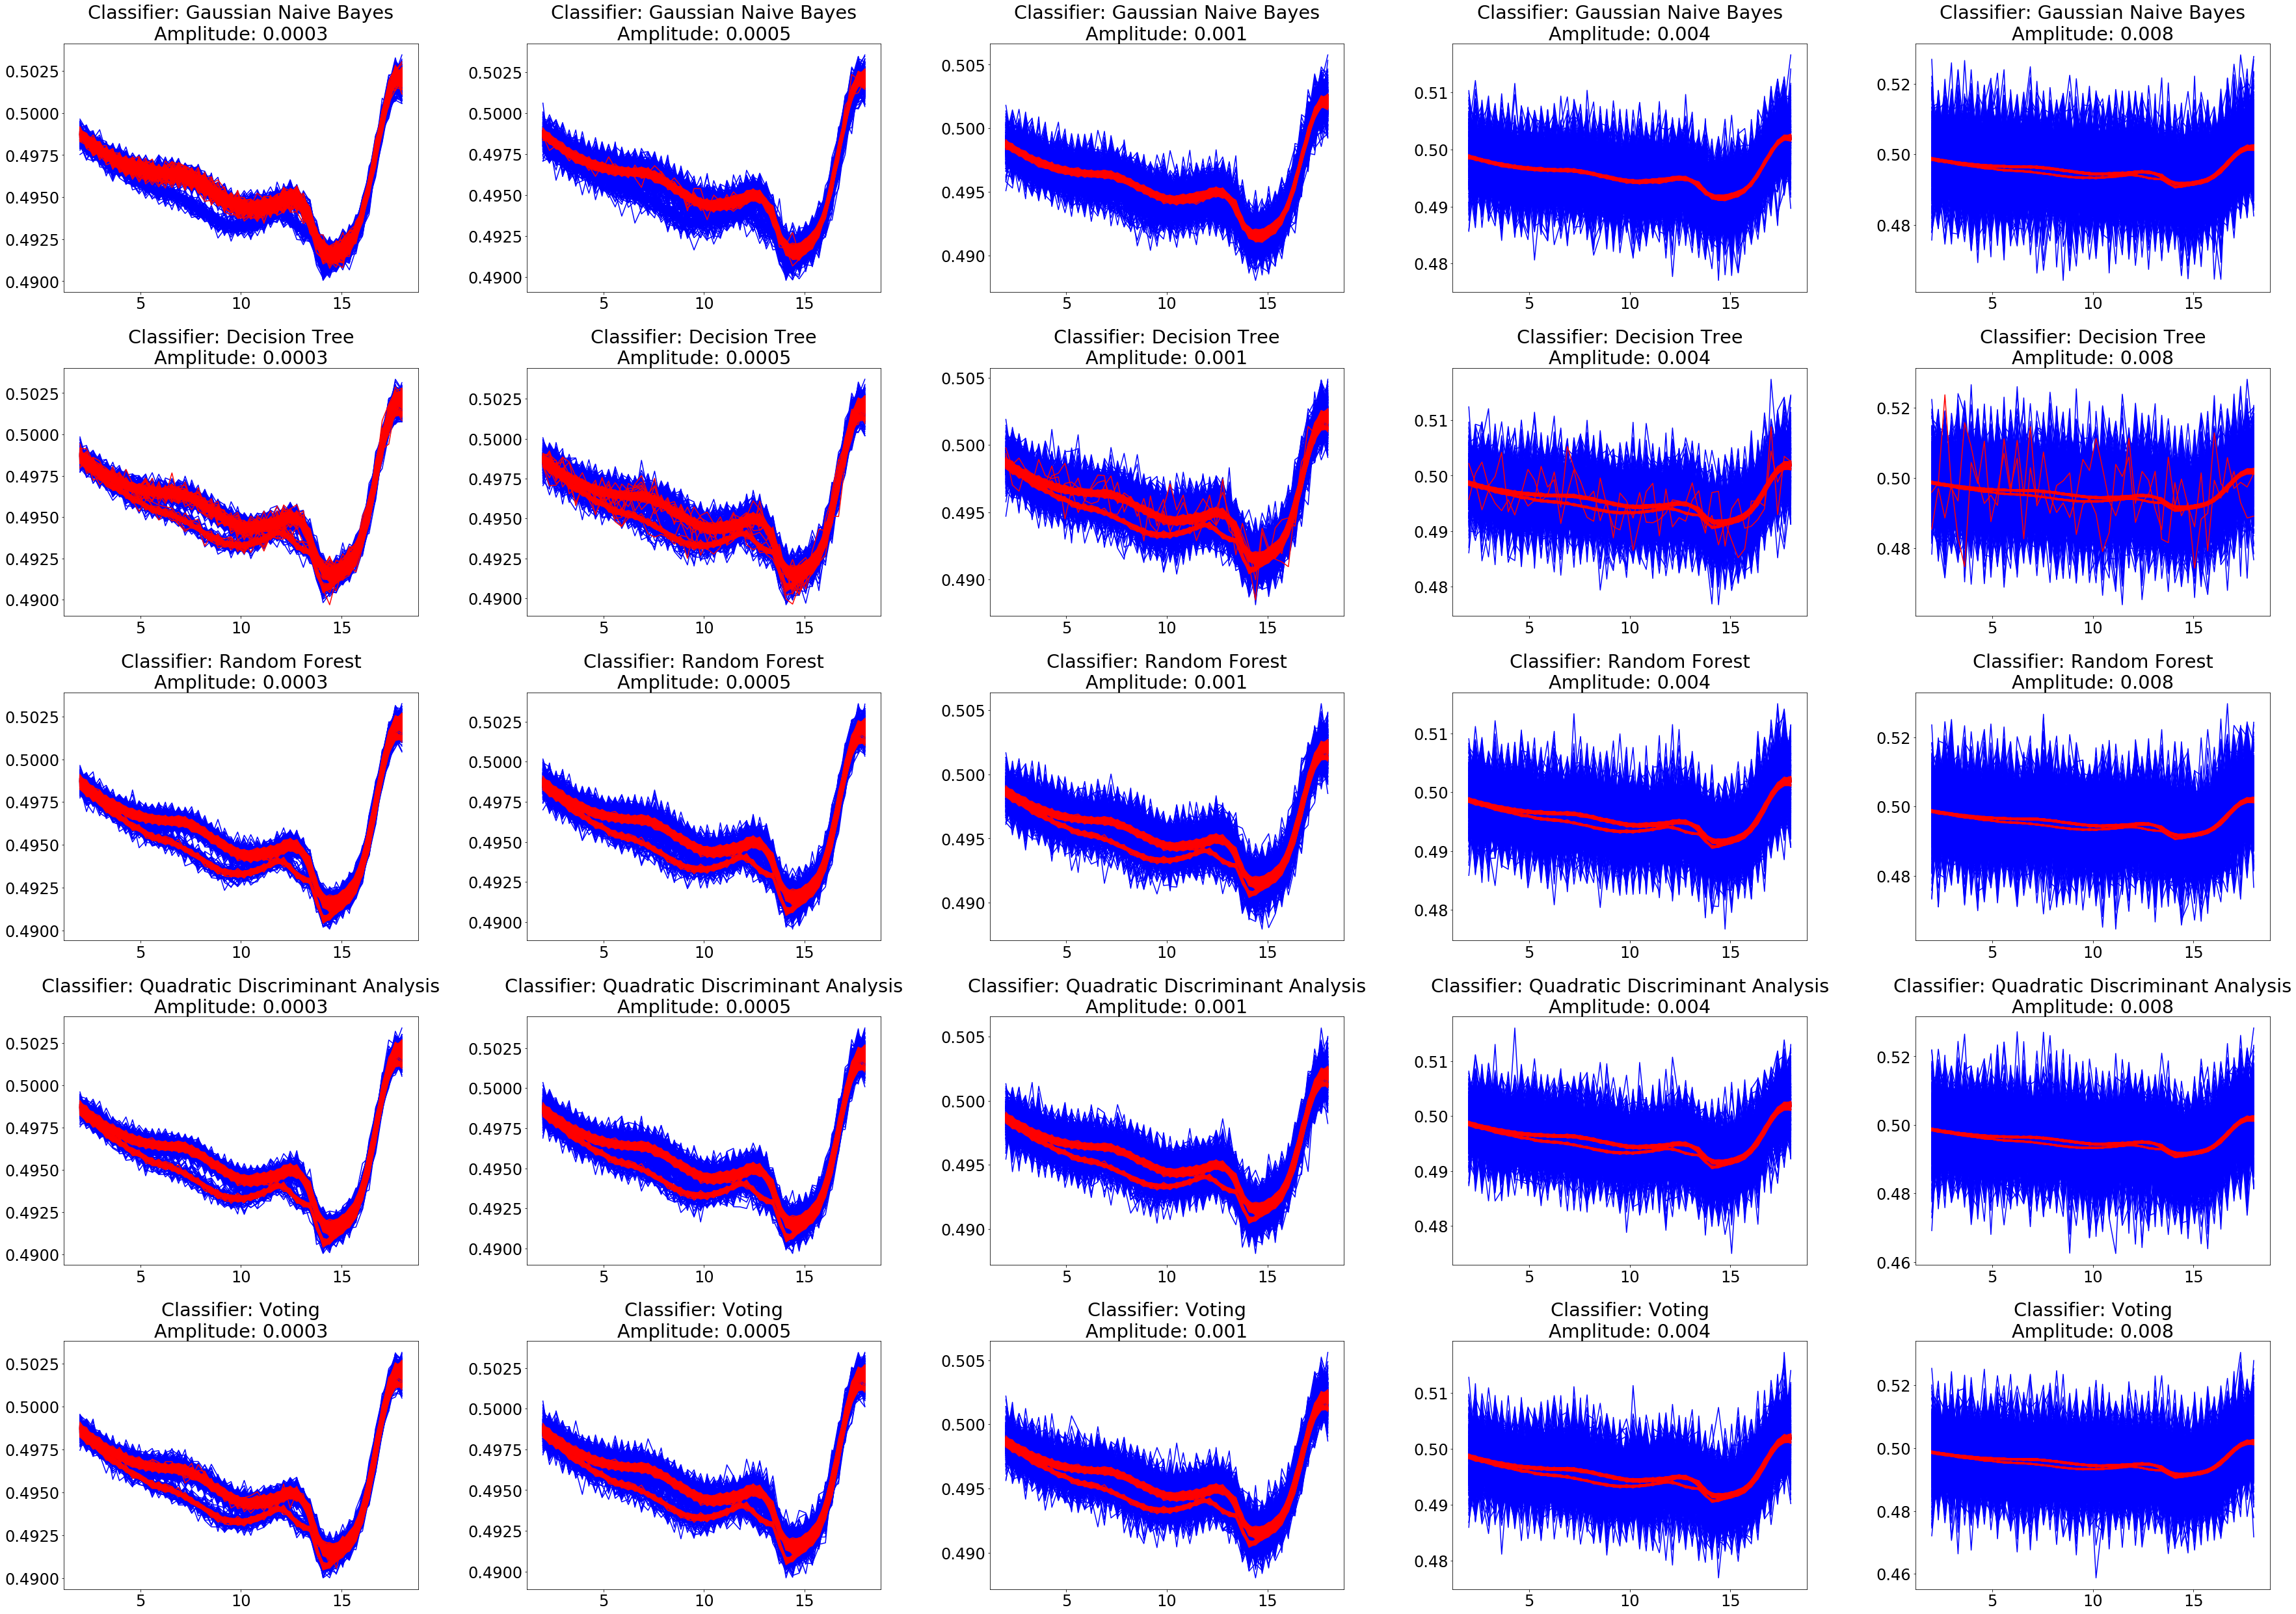 Classifier: Gaussian Naive Bayes
Amplitude: 0.0003
0.5025
0.5000
0.4975
0.4950
0.4925
0.4900
5 10 15
Classifier: Gaussian Naive Bayes
Amplitude: 0.0005
0.5025
0.5000
0.4975
0.4950
0.4925
0.4900
5 10 15
Classifier: Gaussian Naive Bayes
Amplitude: 0.001
0.505
0.500
0.495
0.490
5 10 15
Classifier: Gaussian Naive Bayes
Amplitude: 0.004
0.51
0.50
0.49
0.48
5 10 15
Classifier: Gaussian Naive Bayes
Amplitude: 0.008
0.52
0.50
0.48
5 10 15
Classifier: Decision Tree
Amplitude: 0.0003
0.5025
0.5000
0.4975
0.4950
0.4925
0.4900
5 10 15
Classifier: Decision Tree
Amplitude: 0.0005
0.5025
0.5000
0.4975
0.4950
0.4925
0.4900
5 10 15
Classifier: Decision Tree
Amplitude: 0.001
0.505
0.500
0.495
0.490
5 10 15
Classifier: Decision Tree
Amplitude: 0.004
0.51
0.50
0.49
0.48
5 10 15
Classifier: Decision Tree
Amplitude: 0.008
0.52
0.50
0.48
5 10 15
Classifier: Random Forest
Amplitude: 0.0003
0.5025
0.5000
0.4975
0.4950
0.4925
0.4900
5 10 15
Classifier: Random Forest
Amplitude: 0.0005
0.5025
0.5000
0.4975
0.4950
0.4925
0.4900
5 10 15
Classifier: Random Forest
Amplitude: 0.001
0.505
0.500
0.495
0.490
5 10 15
Classifier: Random Forest
Amplitude: 0.004
0.51
0.50
0.49
0.48
5 10 15
Classifier: Random Forest
Amplitude: 0.008
0.52
0.50
0.48
5 10 15
Classifier: Quadratic Discriminant Analysis
Amplitude: 0.0003
0.5025
0.5000
0.4975
0.4950
0.4925
0.4900
5 10 15
Classifier: Quadratic Discriminant Analysis
Amplitude: 0.0005
0.5025
0.5000
0.4975
0.4950
0.4925
0.4900
5 10 15
Classifier: Quadratic Discriminant Analysis
Amplitude: 0.001
0.505
0.500
0.495
0.490
5 10 15
Classifier: Quadratic Discriminant Analysis
Amplitude: 0.004
0.51
0.50
0.49
0.48
5 10 15
Classifier: Quadratic Discriminant Analysis
Amplitude: 0.008
0.52
0.50
0.48
0.46
5 10 15
Classifier: Voting
Amplitude: 0.0003
0.5025
0.5000
0.4975
0.4950
0.4925
0.4900
5 10 15
Classifier: Voting
Amplitude: 0.0005
0.5025
0.5000
0.4975
0.4950
0.4925
0.4900
5 10 15
Classifier: Voting
Amplitude: 0.001
0.505
0.500
0.495
0.490
5 10 15
Classifier: Voting
Amplitude: 0.004
0.51
0.50
0.49
0.48
5 10 15
Classifier: Voting
Amplitude: 0.008
0.52
0.50
0.48
0.46
5 10 15